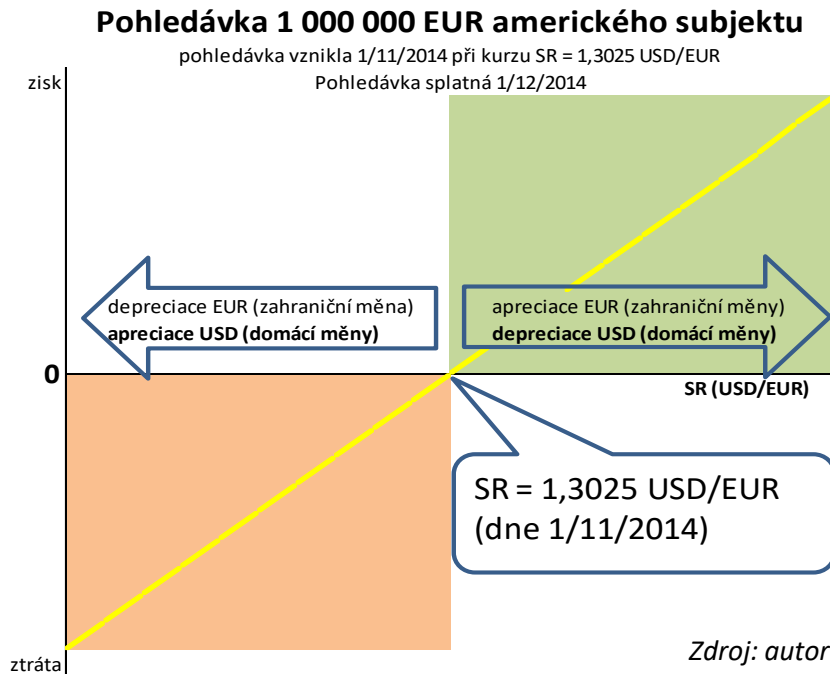 Pohledávka 1 000 000 EUR amerického subjektu
pohledávka vznikla 1/11/2014 při kurzu SR = 1,3025 USD/EUR
Pohledávka splatná 1/12/2014
zisk
depreciace EUR (zahraniční měna)
apreciace USD (domácí měny)
apreciace EUR (zahraniční měny)
depreciace USD (domácí měny)
0
SR (USD/EUR)
SR = 1,3025 USD/EUR
(dne 1/11/2014)
Zdroj: autor
ztráta